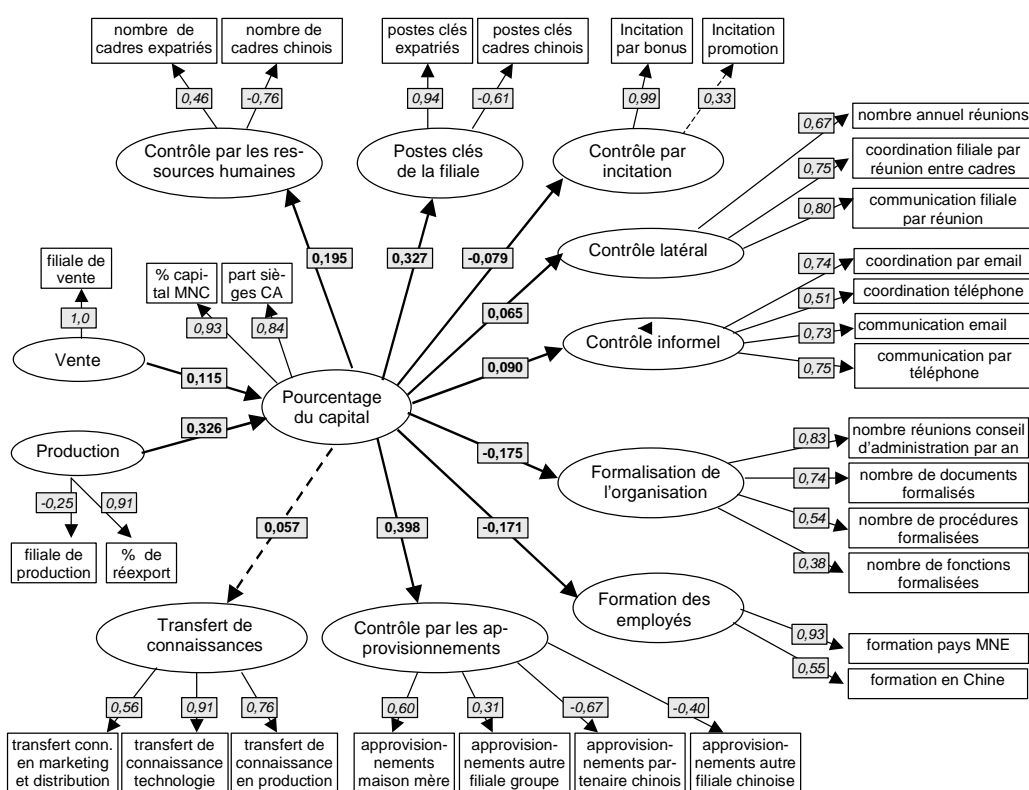 nombre de
cadres expatriés
nombre de
cadres chinois
postes clés
expatriés
postes clés
cadres chinois
Incitation
par bonus
Incitation
promotion
0,46
-0,76
0,94
-0,61
0,99
0,33
Contrôle par les res-
sources humaines
Postes clés
de la filiale
Contrôle par
incitation
0,67
nombre annuel réunions
0,75
coordination filiale par
réunion entre cadres
0,80
communication filiale
par réunion
Contrôle latéral
0,195
0,327
-0,079
0,065
0,090
filiale de
vente
% capi-
tal MNC
part siè-
ges CA
1,0
0,93
0,84
Vente
0,115
0,74
coordination par email
0,51
coordination téléphone
0,73
communication email
0,75
communication par
téléphone
Contrôle informel
Pourcentage
du capital
0,326
Production
-0,25
0,91
filiale de
production
% de
réexport
-0,175
Formalisation de
l'organisation
0,83
nombre réunions conseil
d'administration par an
0,74
nombre de documents
formalisés
0,54
nombre de procédures
formalisées
0,38
nombre de fonctions
formalisées
0,057
0,398
-0,171
Formation des
employés
0,93
formation pays MNE
0,55
formation en Chine
Transfert de
connaissances
Contrôle par les ap-
provisionnements
0,56
0,91
0,76
0,60
0,31
-0,67
-0,40
transfert conn.
en marketing
et distribution
transfert de
connaissance
technologie
transfert de
connaissance
en production
approvision-
nements
maison mère
approvision-
nements autre
filiale groupe
approvision-
nements par-
tenaire chinois
approvision-
nements autre
filiale chinoise